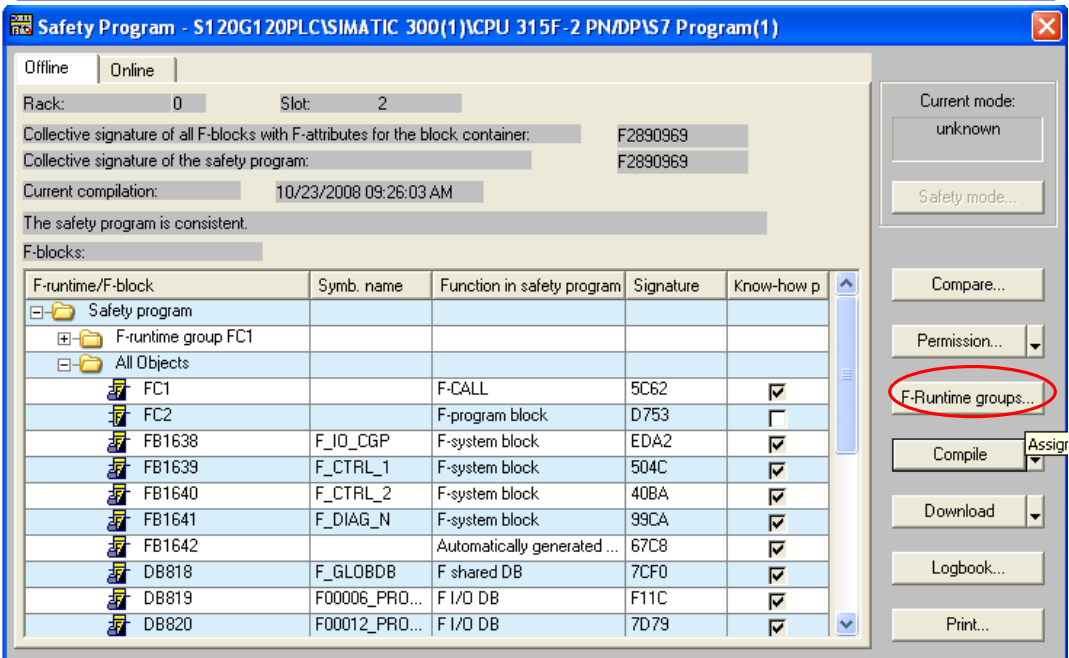 Safety Program - S120G120PLC\SIMATIC 300(1)\CPU 315F-2 PN/DP\S7 Program(1)
Offline Online
Rack: 0 Slot: 2
Collective signature of all F-blocks with F-attributes for the block container: F2890969
Collective signature of the safety program: F2890969
Current compilation: 10/23/2008 09:26:03 AM
The safety program is consistent.
F-blocks:
F-runtime/F-block Symb. name Function in safety program Signature Know-how p
Safety program
F-runtime group FC1
All Objects
FC1 F-CALL 5C62
FC2 F-program block D753
FB1638 F_IO_CGP F-system block EDA2
FB1639 F_CTRL_1 F-system block 504C
FB1640 F_CTRL_2 F-system block 40BA
FB1641 F_DIAG_N F-system block 99CA
FB1642 Automatically generated ... 67C8
DB818 F_GLOBDB F shared DB 7CF0
DB819 F00006_PRO... F I/O DB F11C
DB820 F00012_PRO... F I/O DB 7D79
Current mode:
unknown
Safety mode...
Compare...
Permission...
F-Runtime groups...
Assign
Compile
Download
Logbook...
Print...